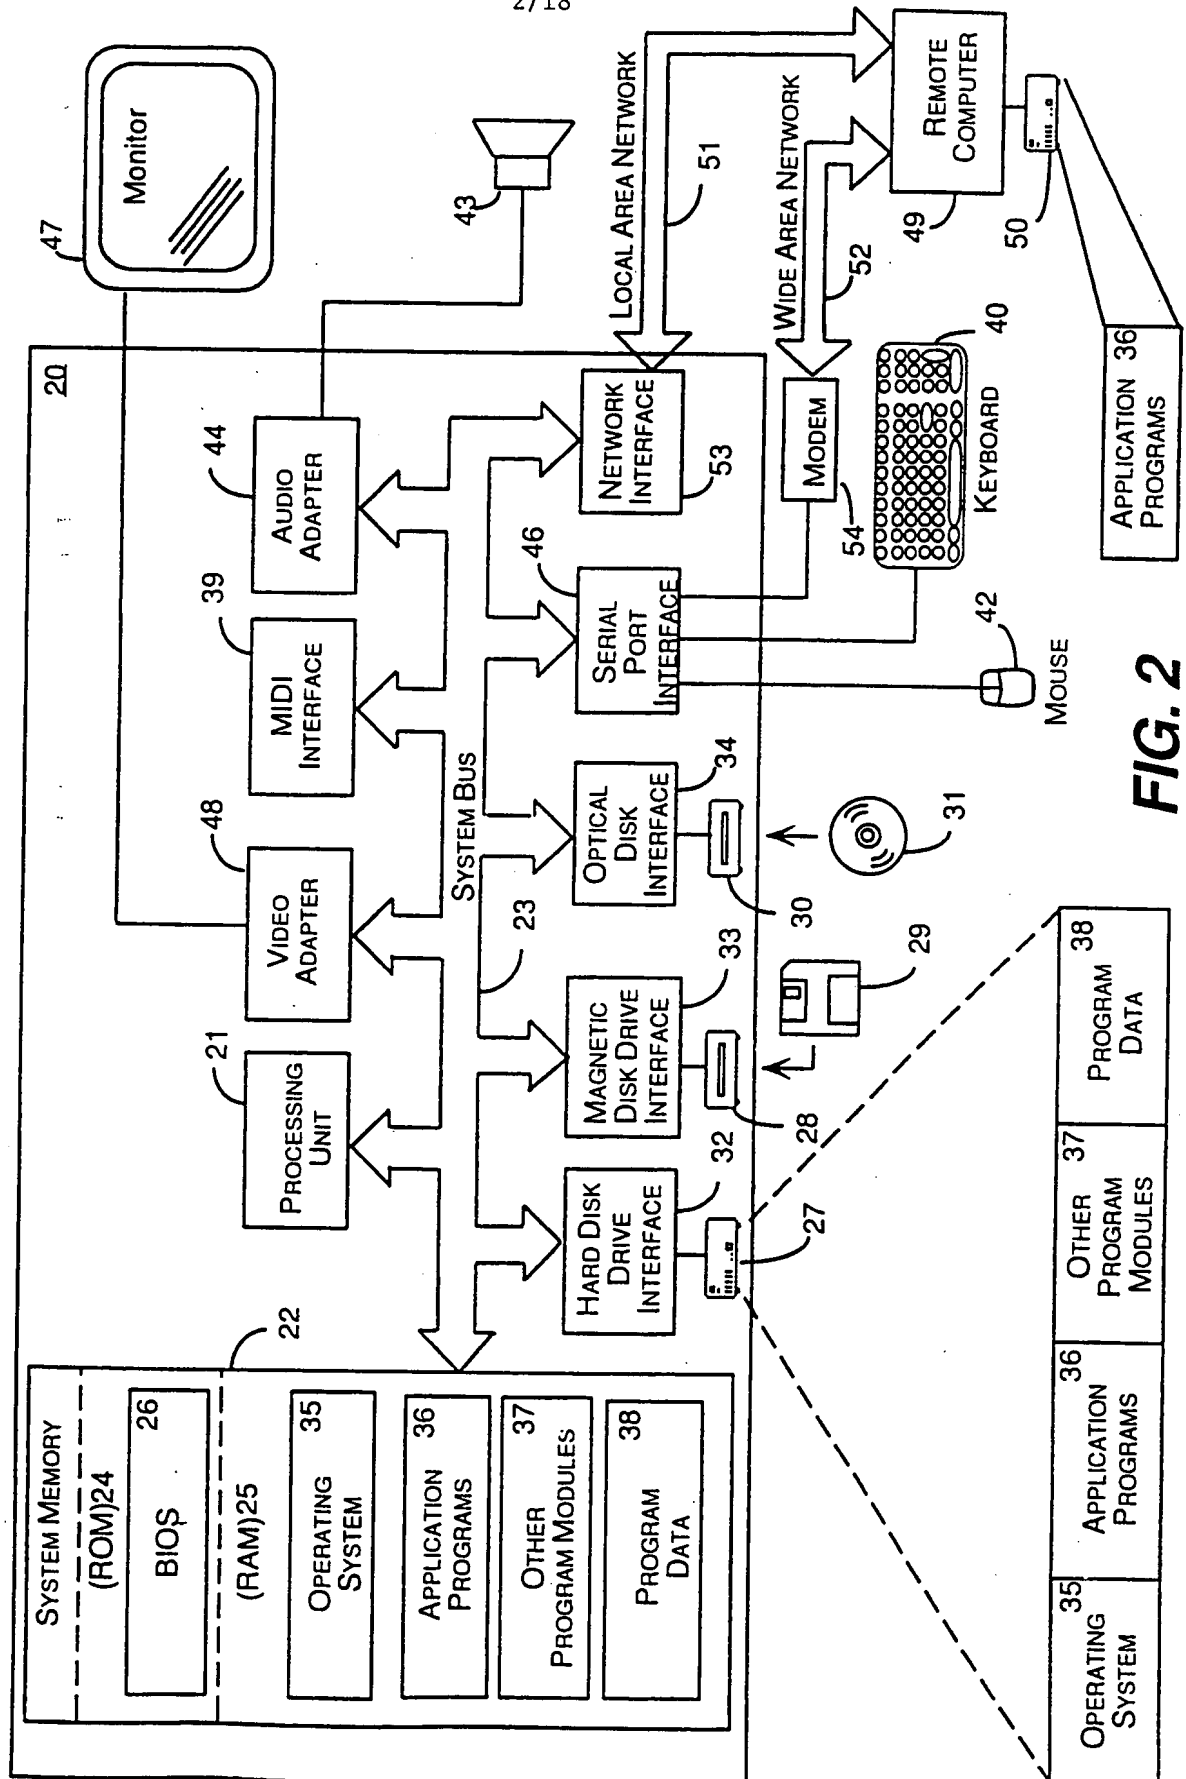 2/18
47
Monitor
43
20
SYSTEM MEMORY
(ROM)24
BIOS
26
(RAM)25
22
OPERATING
SYSTEM
35
APPLICATION
PROGRAMS
36
OTHER
PROGRAM MODULES
37
PROGRAM
DATA
38
21
PROCESSING
UNIT
48
VIDEO
ADAPTER
39
MIDI
INTERFACE
44
AUDIO
ADAPTER
SYSTEM BUS
23
HARD DISK
DRIVE
INTERFACE
32
MAGNETIC
DISK DRIVE
INTERFACE
33
OPTICAL
DISK
INTERFACE
34
SERIAL
PORT
INTERFACE
46
NETWORK
INTERFACE
53
27
28
30
29
31
LOCAL AREA NETWORK
51
WIDE AREA NETWORK
52
MODEM
54
40
KEYBOARD
42
MOUSE
REMOTE
COMPUTER
49
50
APPLICATION
PROGRAMS
36
OPERATING
SYSTEM
35
APPLICATION
PROGRAMS
36
OTHER
PROGRAM
MODULES
37
PROGRAM
DATA
38
FIG. 2